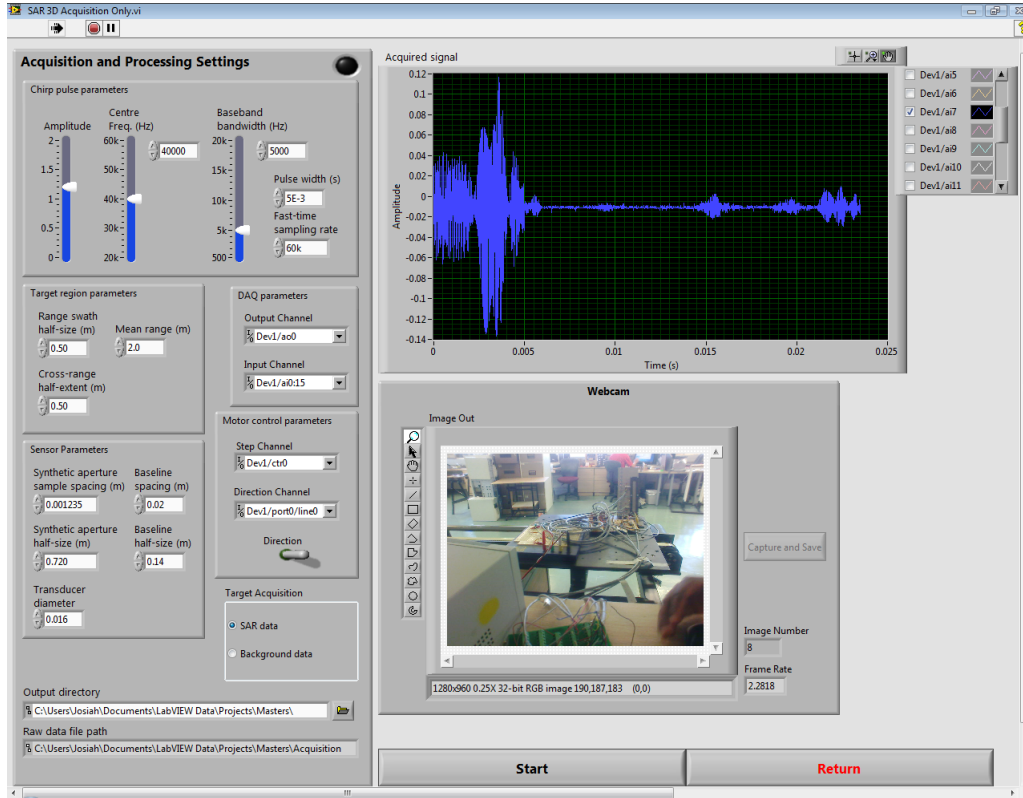 SAR 3D Acquisition Only.vi
Acquisition and Processing Settings
Chirp pulse parameters
Amplitude
2
1.5
1
0.5
0
Centre
Freq. (Hz)
60k
50k
40k
30k
20k
40000
Baseband
bandwidth (Hz)
20k
15k
10k
5k
500
5000
Pulse width (s)
5E-3
Fast-time
sampling rate
60k
Target region parameters
Range swath
half-size (m)
0.50
Mean range (m)
2.0
Cross-range
half-extent (m)
0.50
DAQ parameters
Output Channel
Dev1/ao0
Input Channel
Dev1/ai0:15
Motor control parameters
Step Channel
Dev1/ctr0
Direction Channel
Dev1/port0/line0
Direction
Sensor Parameters
Synthetic aperture
sample spacing (m)
0.001235
Baseline
spacing (m)
0.02
Synthetic aperture
half-size (m)
0.720
Baseline
half-size (m)
0.14
Transducer
diameter
0.016
Target Acquisition
SAR data
Background data
Output directory
C:\Users\Josiah\Documents\LabVIEW Data\Projects\Masters\
Raw data file path
C:\Users\Josiah\Documents\LabVIEW Data\Projects\Masters\Acquisition
Acquired signal
0.12
0.1
0.08
0.06
0.04
0.02
0
-0.02
-0.04
-0.06
-0.08
-0.1
-0.12
-0.14
Amplitude
0
0.005
0.01
0.015
0.02
0.025
Time (s)
Dev1/ai5
Dev1/ai6
Dev1/ai7
Dev1/ai8
Dev1/ai9
Dev1/ai10
Dev1/ai11
Webcam
Image Out
1280x960 0.25X 32-bit RGB image 190,187,183 (0,0)
Capture and Save
Image Number
8
Frame Rate
2.2818
Start
Return